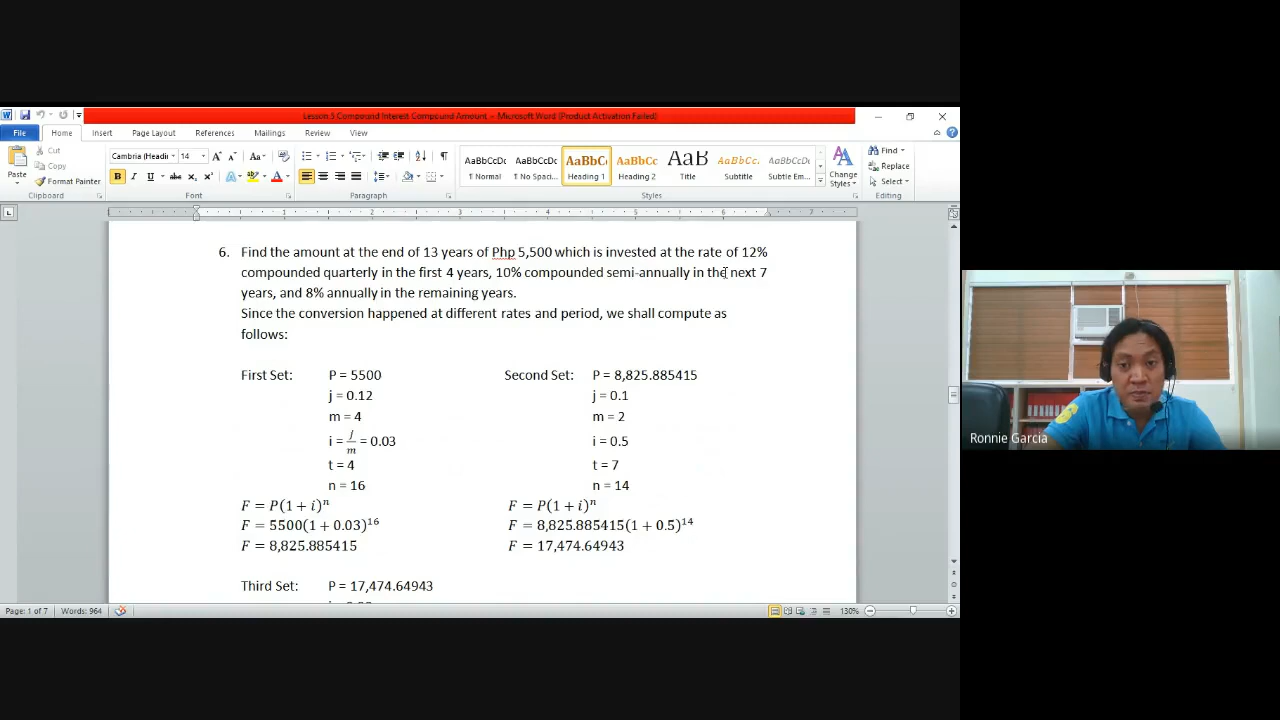 Lesson 5 Compound Interest Compound Amount - Microsoft Word (Product Activation Failed)
File Home Insert Page Layout References Mailings Review View
Cut
Copy
Paste
Format Painter
Clipboard
Cambria (Headin 14
Font
Paragraph
AaBbCcDc AaBbCcDc AaBbC AaBbCc AaB AaBbCc AaBbCcDc
¶ Normal ¶ No Spaci... Heading 1 Heading 2 Title Subtitle Subtle Em...
Styles
Change
Styles
Find
Replace
Select
Editing
6. Find the amount at the end of 13 years of Php 5,500 which is invested at the rate of 12%
compounded quarterly in the first 4 years, 10% compounded semi-annually in the next 7
years, and 8% annually in the remaining years.
Since the conversion happened at different rates and period, we shall compute as
follows:
First Set: P = 5500
j = 0.12
m = 4
i = j/m = 0.03
t = 4
n = 16
F = P(1 + i)ⁿ
F = 5500(1 + 0.03)¹⁶
F = 8,825.885415
Second Set: P = 8,825.885415
j = 0.1
m = 2
i = 0.5
t = 7
n = 14
F = P(1 + i)ⁿ
F = 8,825.885415(1 + 0.5)¹⁴
F = 17,474.64943
Third Set: P = 17,474.64943
Page: 1 of 7 Words: 964 130%
Ronnie Garcia